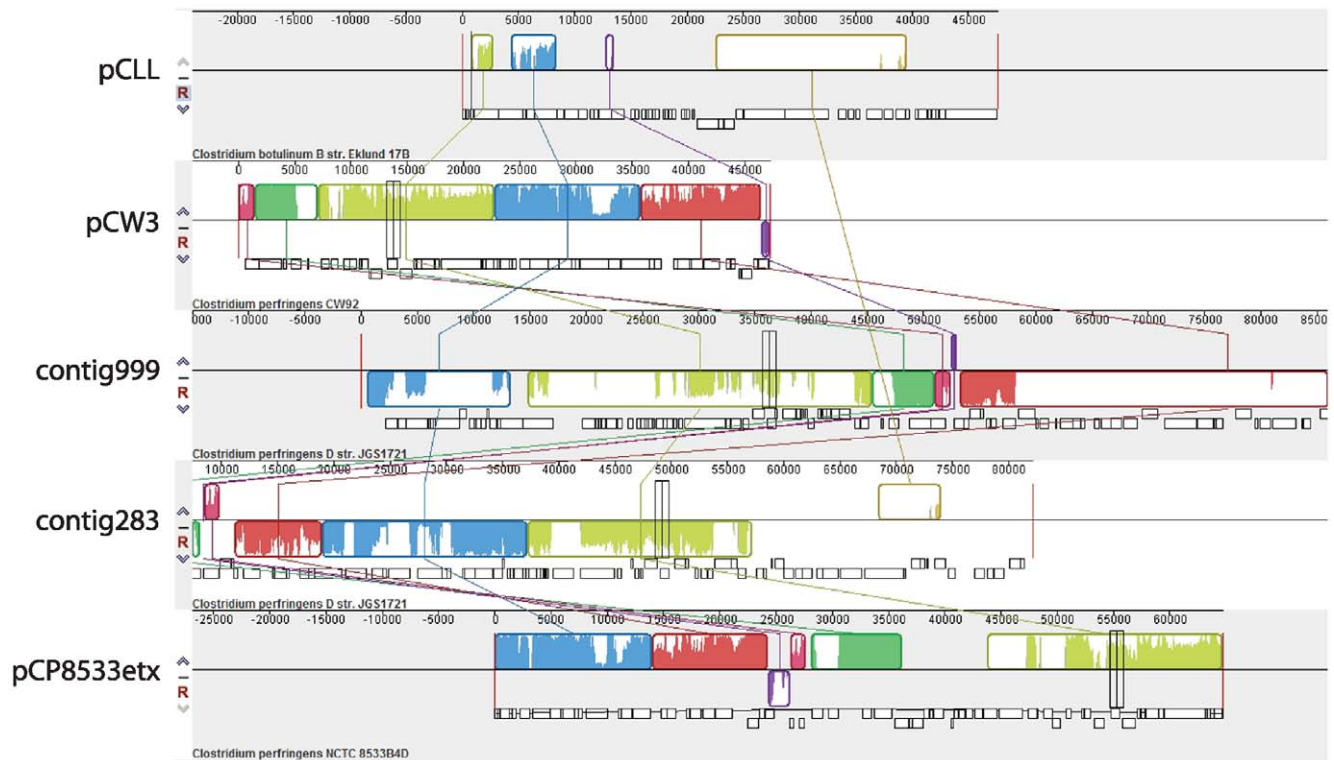 -20000 -15000 -10000 -5000 0 5000 10000 15000 20000 25000 30000 35000 40000 45000
pCLL
R
Clostridium botulinum B str. Eklund 17B
0 5000 10000 15000 20000 25000 30000 35000 40000 45000
pCW3
R
Clostridium perfringens CW92
000 -10000 -5000 0 5000 10000 15000 20000 25000 30000 35000 40000 45000 50000 55000 60000 65000 70000 75000 80000 8500
contig999
R
Clostridium perfringens D str. JGS1721
10000 15000 20000 25000 30000 35000 40000 45000 50000 55000 60000 65000 70000 75000 80000
contig283
R
Clostridium perfringens D str. JGS1721
-25000 -20000 -15000 -10000 -5000 0 5000 10000 15000 20000 25000 30000 35000 40000 45000 50000 55000 60000
pCP8533etx
R
Clostridium perfringens NCTC 8533B4D